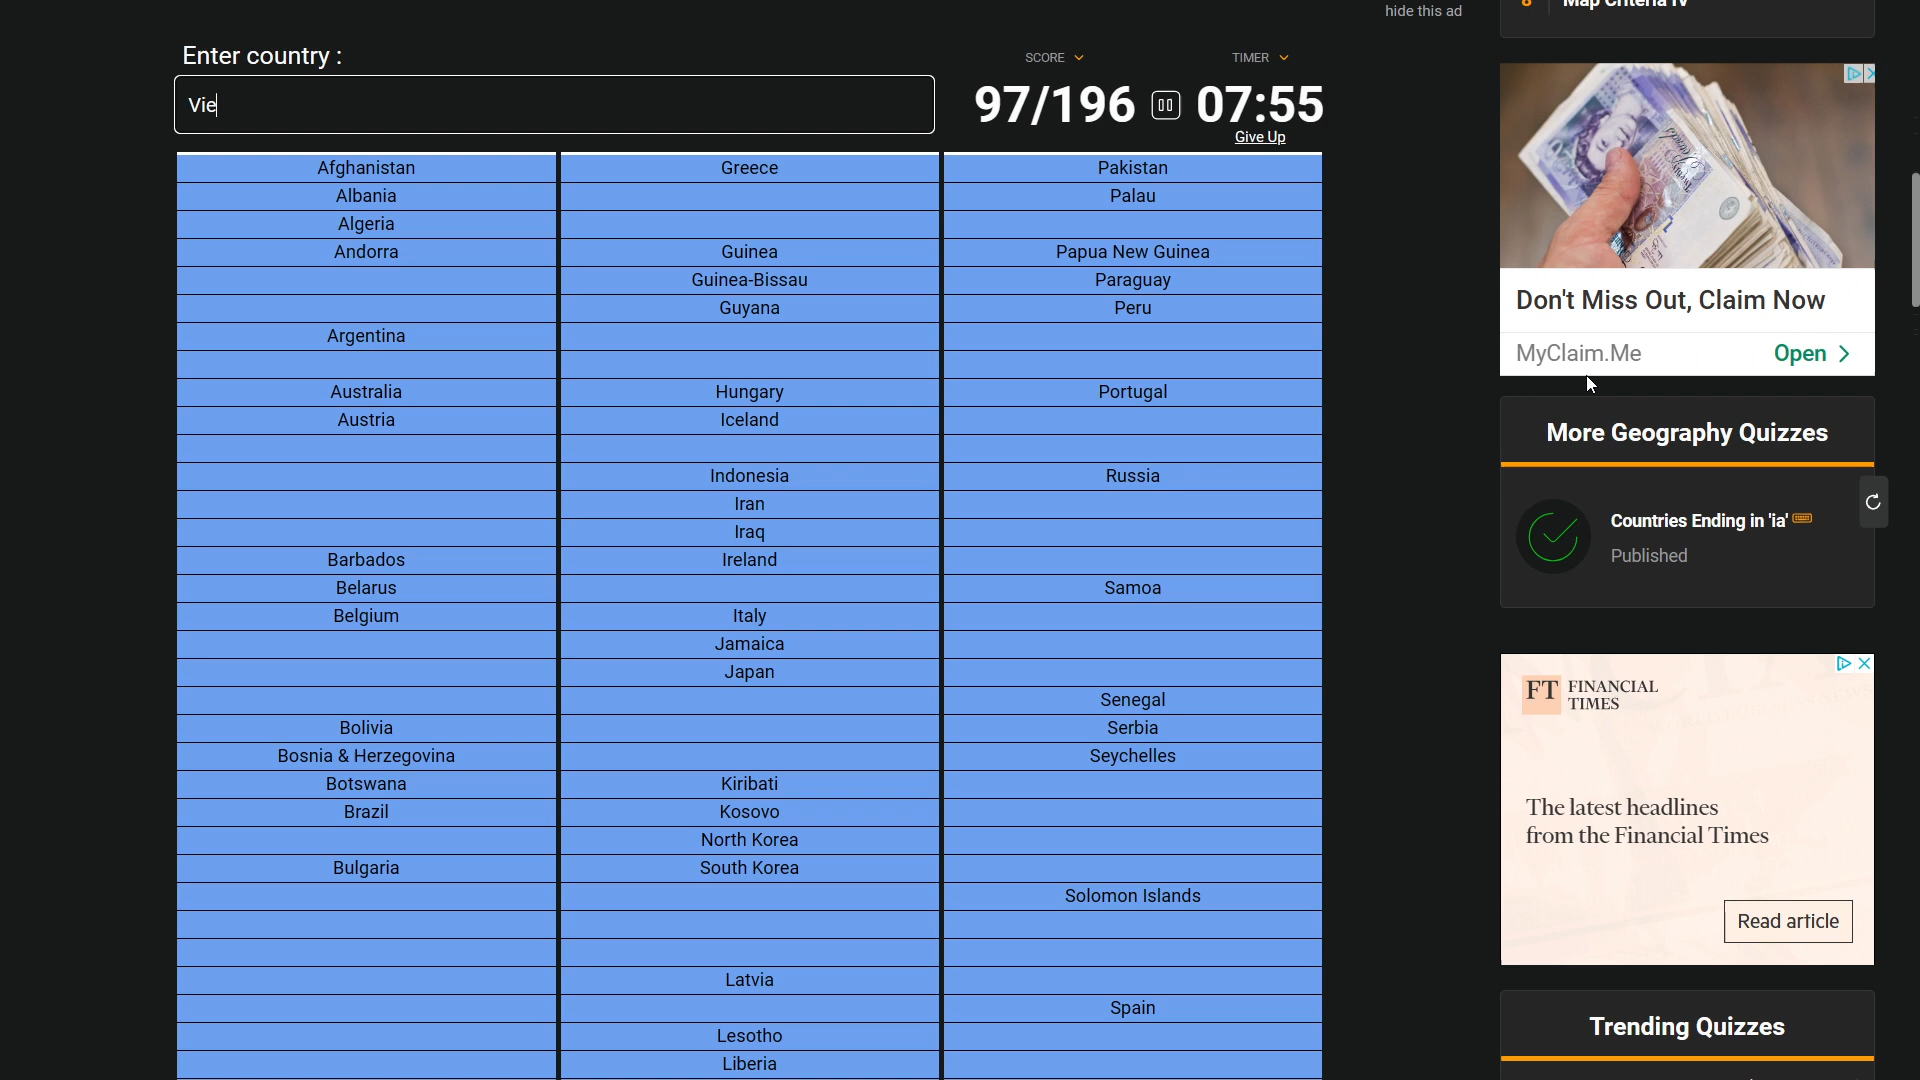 hide this ad
Map Criteria IV
Enter country :
SCORE
TIMER
Vie
97/196
07:55
Give Up
Afghanistan
Greece
Pakistan
Albania
Palau
Algeria
Andorra
Guinea
Papua New Guinea
Guinea-Bissau
Paraguay
Guyana
Peru
Argentina
Australia
Hungary
Portugal
Austria
Iceland
Indonesia
Russia
Iran
Iraq
Barbados
Ireland
Belarus
Samoa
Belgium
Italy
Jamaica
Japan
Senegal
Bolivia
Serbia
Bosnia & Herzegovina
Seychelles
Botswana
Kiribati
Brazil
Kosovo
North Korea
Bulgaria
South Korea
Solomon Islands
Latvia
Spain
Lesotho
Liberia
Don't Miss Out, Claim Now
MyClaim.Me
Open
More Geography Quizzes
Countries Ending in 'ia'
Published
FT FINANCIAL
TIMES
The latest headlines
from the Financial Times
Read article
Trending Quizzes